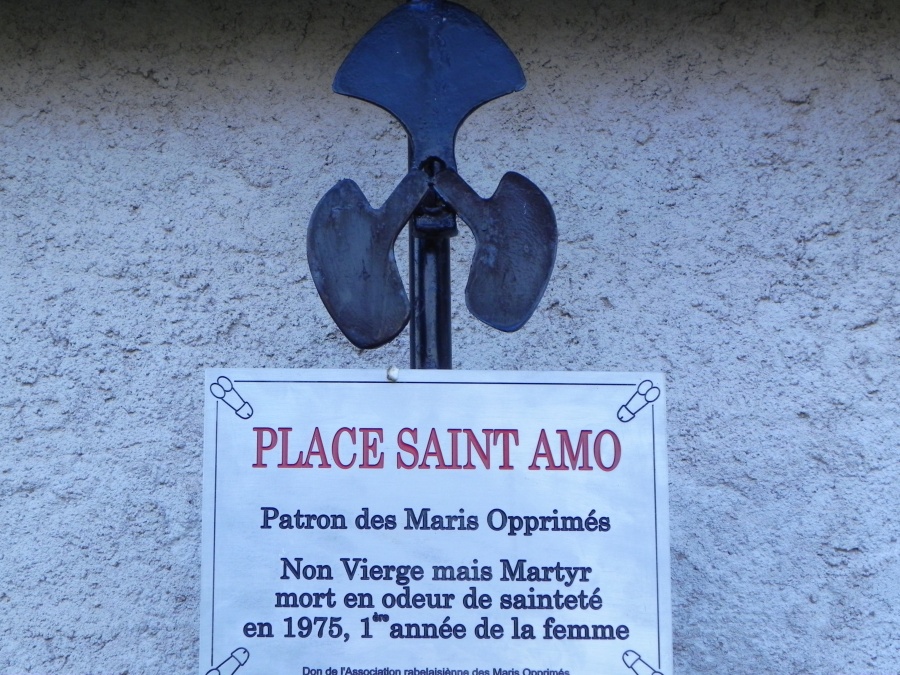 PLACE SAINT AMO
Patron des Maris Opprimés
Non Vierge mais Martyr
mort en odeur de sainteté
en 1975, 1ère année de la femme
Don de l'Association rabelaisiènne des Maris Opprimés